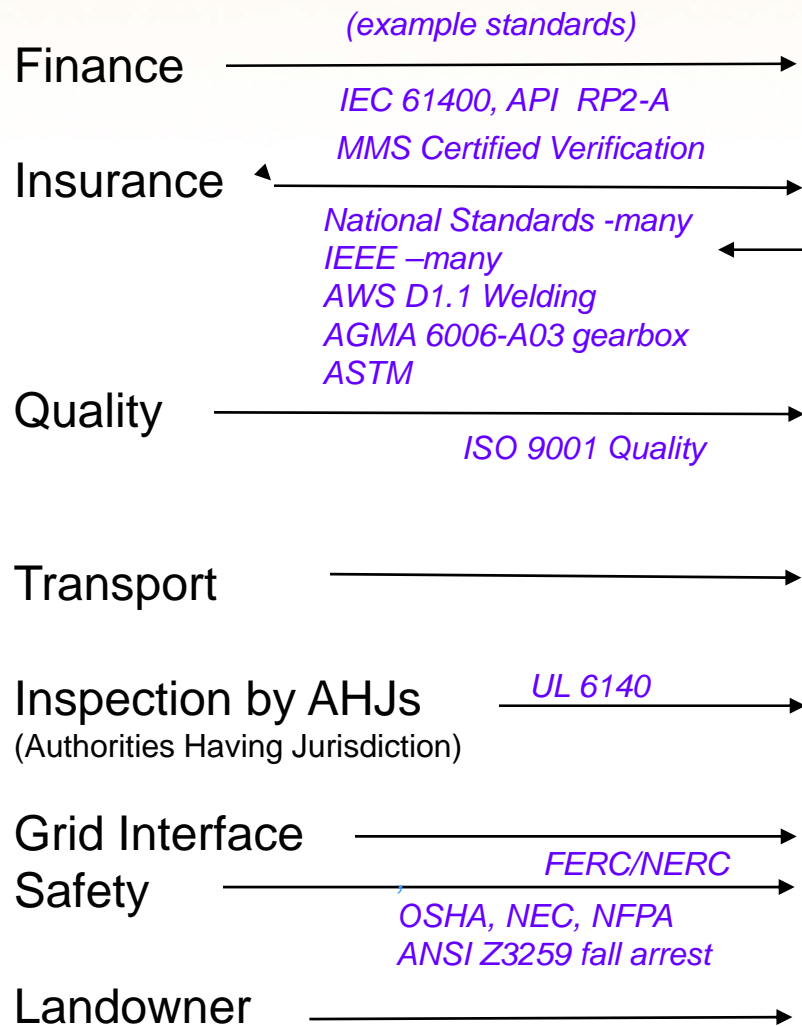 (example standards)
Finance
IEC 61400, API RP2-A
MMS Certified Verification
Insurance
National Standards -many
IEEE –many
AWS D1.1 Welding
AGMA 6006-A03 gearbox
ASTM
Quality
ISO 9001 Quality
Transport
Inspection by AHJs
UL 6140
(Authorities Having Jurisdiction)
Grid Interface
FERC/NERC
Safety
,
OSHA, NEC, NFPA
ANSI Z3259 fall arrest
Landowner